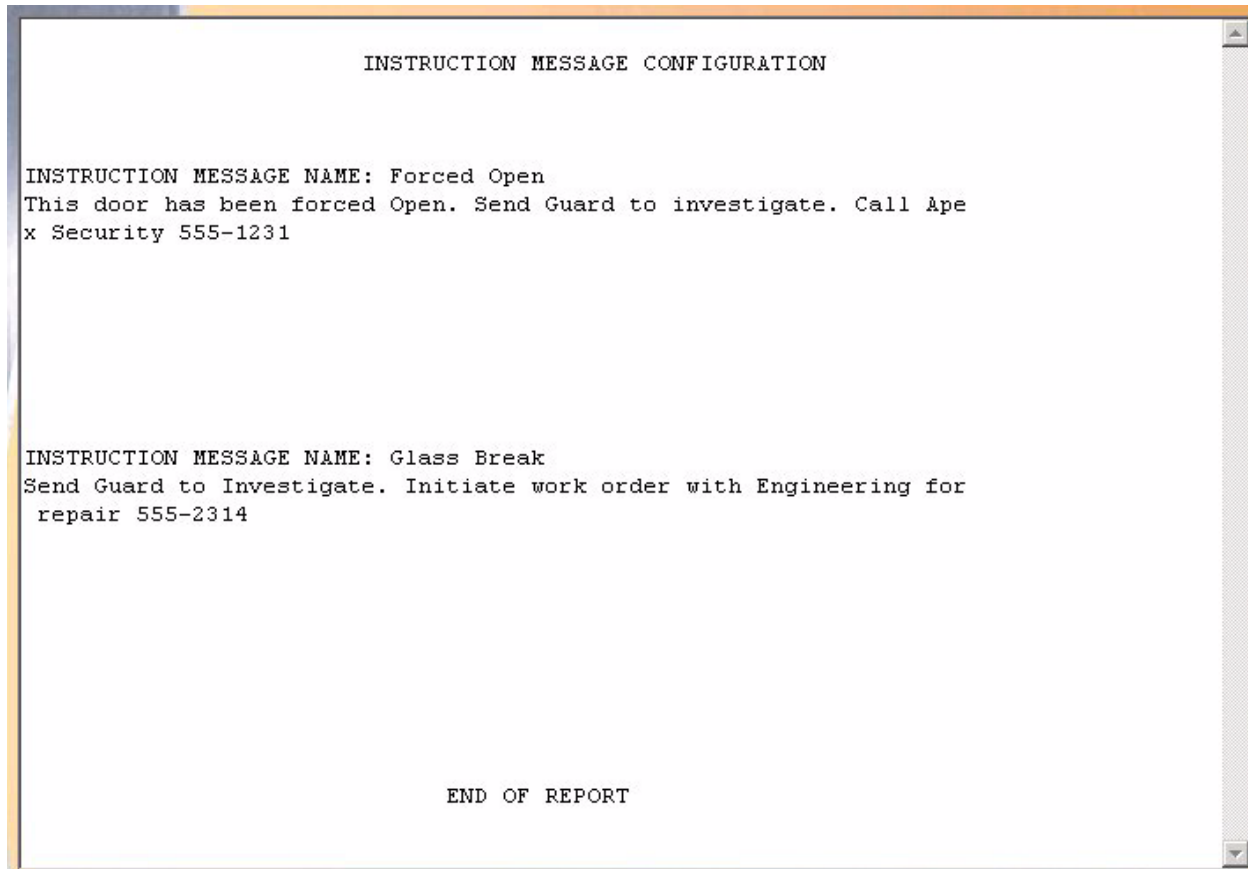 INSTRUCTION MESSAGE CONFIGURATION
INSTRUCTION MESSAGE NAME: Forced Open
This door has been forced Open. Send Guard to investigate. Call Ape
x Security 555-1231
INSTRUCTION MESSAGE NAME: Glass Break
Send Guard to Investigate. Initiate work order with Engineering for
repair 555-2314
END OF REPORT